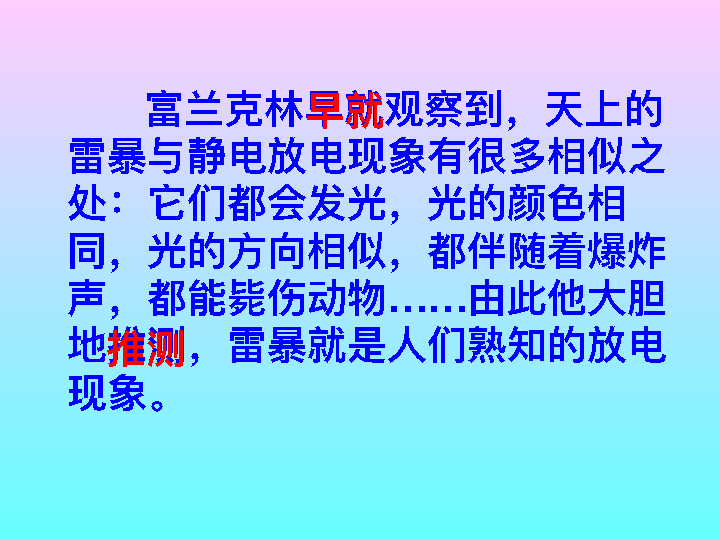 富兰克林早就观察到，天上的
雷暴与静电放电现象有很多相似之
处：它们都会发光，光的颜色相
同，光的方向相似，都伴随着爆炸
声，都能毙伤动物……由此他大胆
地推测，雷暴就是人们熟知的放电
现象。